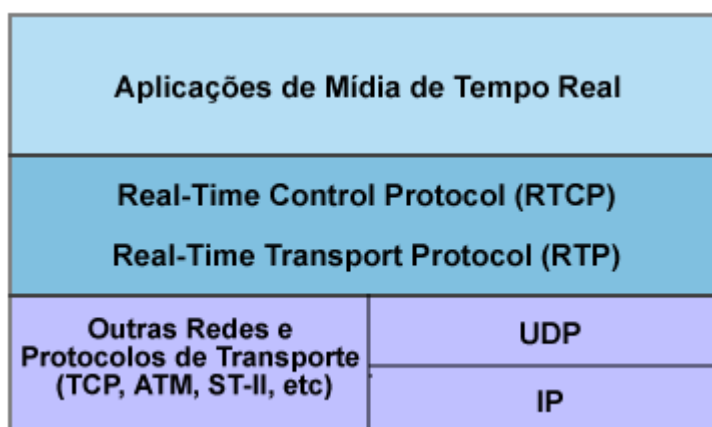 Aplicações de Mídia de Tempo Real
Real-Time Control Protocol (RTCP)
Real-Time Transport Protocol (RTP)
Outras Redes e
Protocolos de Transporte
(TCP, ATM, ST-II, etc)
UDP
IP